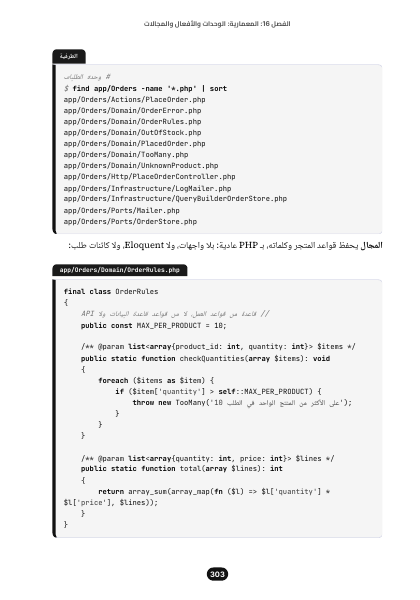 الفصل 16: المعمارية: الوحدات والأفعال والمجالات
الطرفية
# وحدة الطلبات
$ find app/Orders -name '*.php' | sort
app/Orders/Actions/PlaceOrder.php
app/Orders/Domain/OrderError.php
app/Orders/Domain/OrderRules.php
app/Orders/Domain/OutOfStock.php
app/Orders/Domain/PlacedOrder.php
app/Orders/Domain/TooMany.php
app/Orders/Domain/UnknownProduct.php
app/Orders/Http/PlaceOrderController.php
app/Orders/Infrastructure/LogMailer.php
app/Orders/Infrastructure/QueryBuilderOrderStore.php
app/Orders/Ports/Mailer.php
app/Orders/Ports/OrderStore.php
المجال يحفظ قواعد المتجر وكلماته، بـ PHP عادية: بلا واجهات، ولا Eloquent، ولا كائنات طلب:
app/Orders/Domain/OrderRules.php
final class OrderRules
{
// قاعدة من قواعد العمل، لا من قواعد قاعدة البيانات ولا API
public const MAX_PER_PRODUCT = 10;
/** @param list<array{product_id: int, quantity: int}> $items */
public static function checkQuantities(array $items): void
{
foreach ($items as $item) {
if ($item['quantity'] > self::MAX_PER_PRODUCT) {
throw new TooMany('على الأكثر من المنتج الواحد في الطلب 10');
}
}
}
/** @param list<array{quantity: int, price: int}> $lines */
public static function total(array $lines): int
{
return array_sum(array_map(fn ($l) => $l['quantity'] *
$l['price'], $lines));
}
}
303